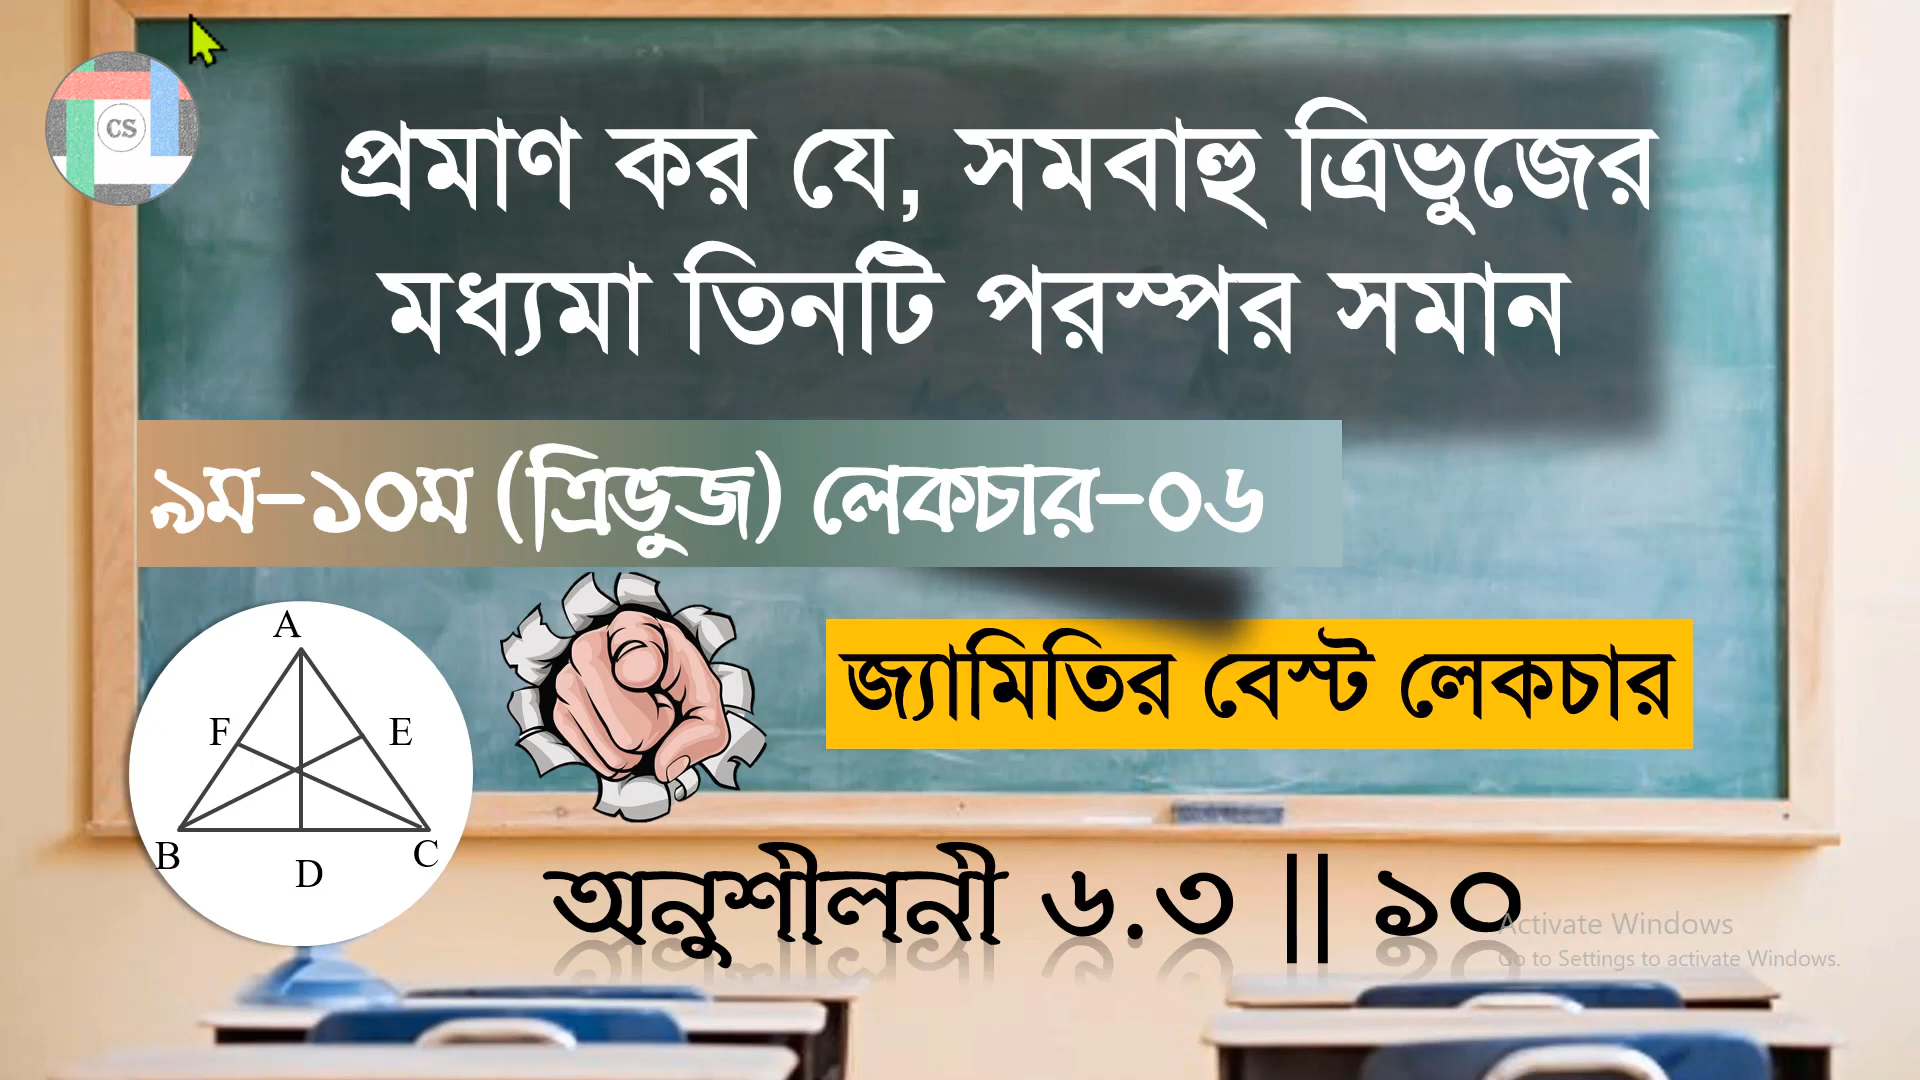 CS
প্রমাণ কর যে, সমবাহু ত্রিভুজের
মধ্যমা তিনটি পরস্পর সমান
৯ম-১০ম (ত্রিভুজ) লেকচার-০৬
A
F
E
B
C
D
জ্যামিতির বেস্ট লেকচার
অনুশীলনী ৬.৩ || ১০
Activate Windows
Go to Settings to activate Windows.